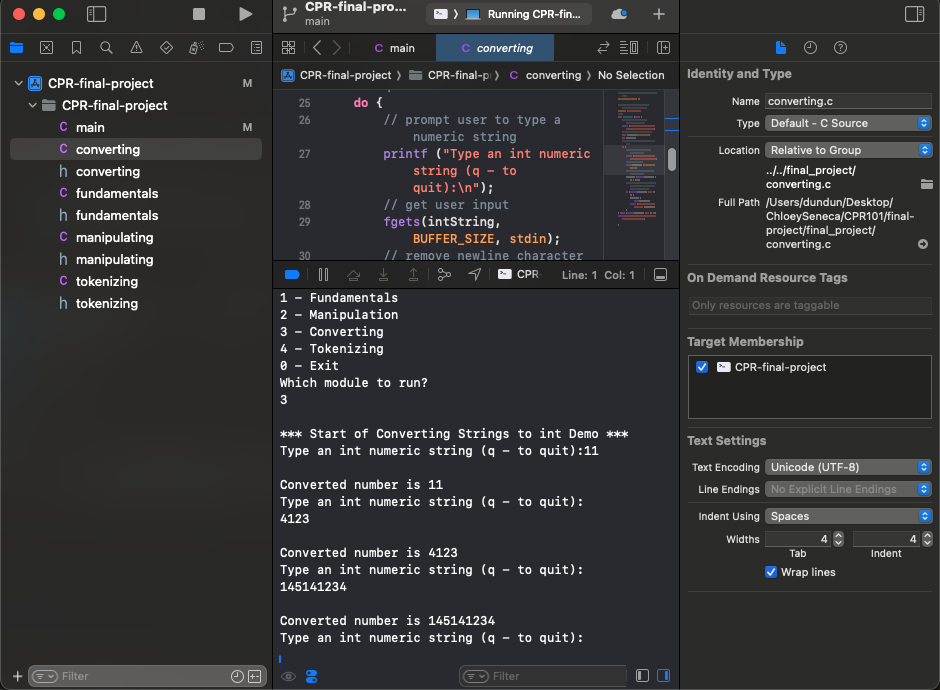 CPR-final-pro...
main
Running CPR-fin...
main
converting
CPR-final-project
CPR-final-p
converting
No Selection
CPR-final-project
M
CPR-final-project
C main
M
C converting
h converting
C fundamentals
h fundamentals
C manipulating
h manipulating
C tokenizing
h tokenizing
Filter
25 do {
26 // prompt user to type a
numeric string
27 printf ("Type an int numeric
string (q - to
quit):\n");
28 // get user input
29 fgets(intString,
BUFFER_SIZE, stdin);
30 // remove newline character
CPR
Line: 1 Col: 1
1 - Fundamentals
2 - Manipulation
3 - Converting
4 - Tokenizing
0 - Exit
Which module to run?
3
*** Start of Converting Strings to int Demo ***
Type an int numeric string (q - to quit):11
Converted number is 11
Type an int numeric string (q - to quit):
4123
Converted number is 4123
Type an int numeric string (q - to quit):
145141234
Converted number is 145141234
Type an int numeric string (q - to quit):
Filter
Identity and Type
Name converting.c
Type Default - C Source
Location Relative to Group
../../final_project/
converting.c
Full Path /Users/dundun/Desktop/
ChloeySeneca/CPR101/final-
project/final_project/
converting.c
On Demand Resource Tags
Only resources are taggable
Target Membership
CPR-final-project
Text Settings
Text Encoding Unicode (UTF-8)
Line Endings No Explicit Line Endings
Indent Using Spaces
Widths 4 4
Tab Indent
Wrap lines